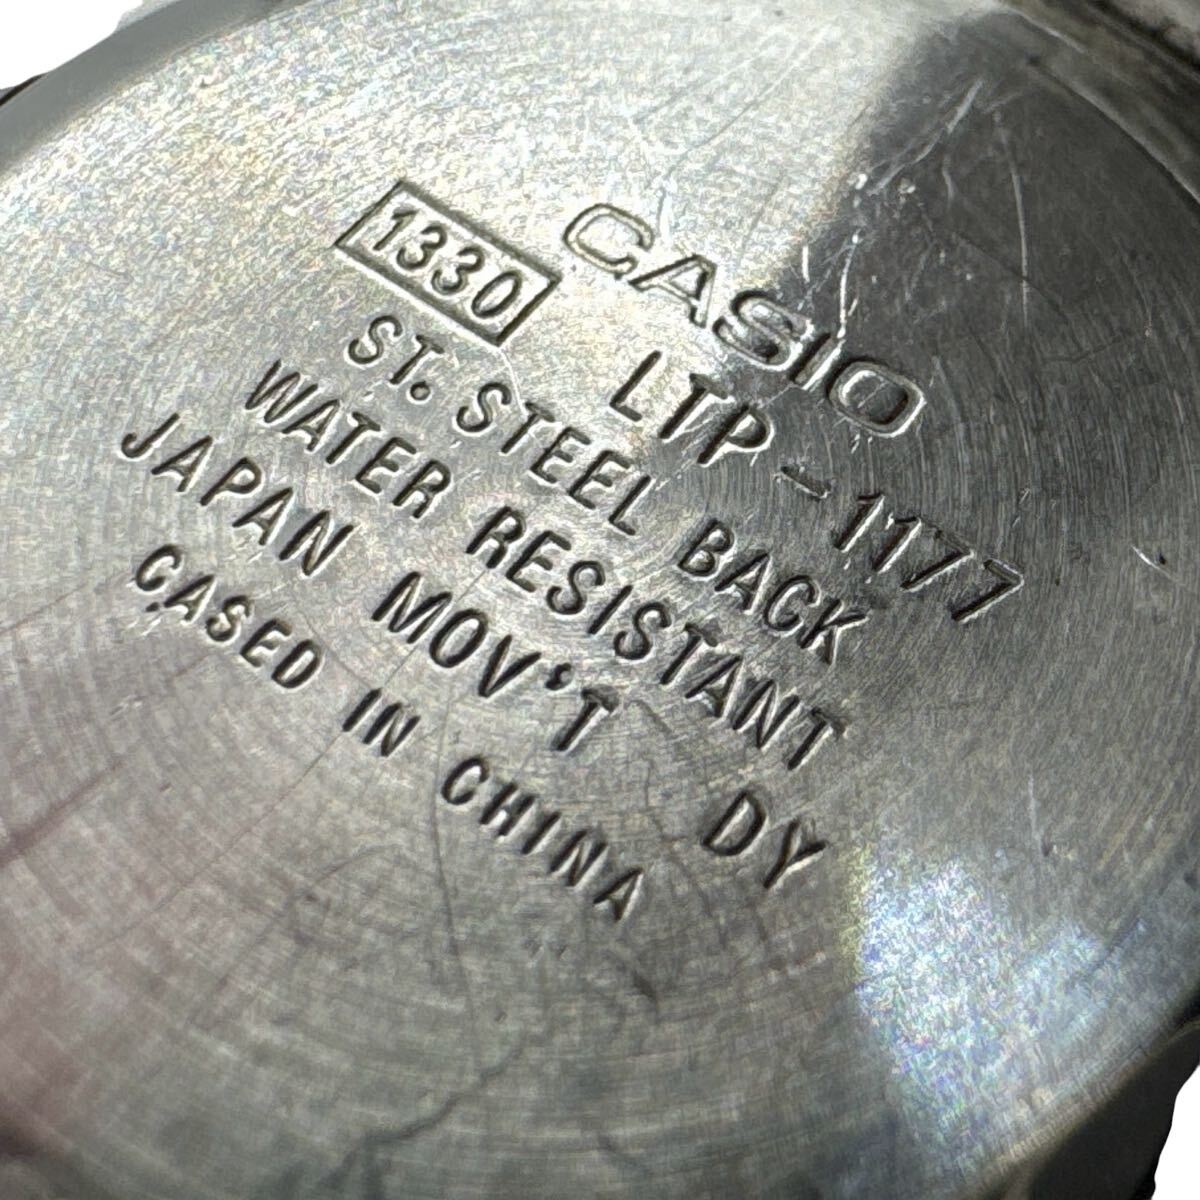 CASIO
1330 LTP-1177
ST. STEEL BACK
WATER RESISTANT
JAPAN MOV'T DY
CASED IN CHINA